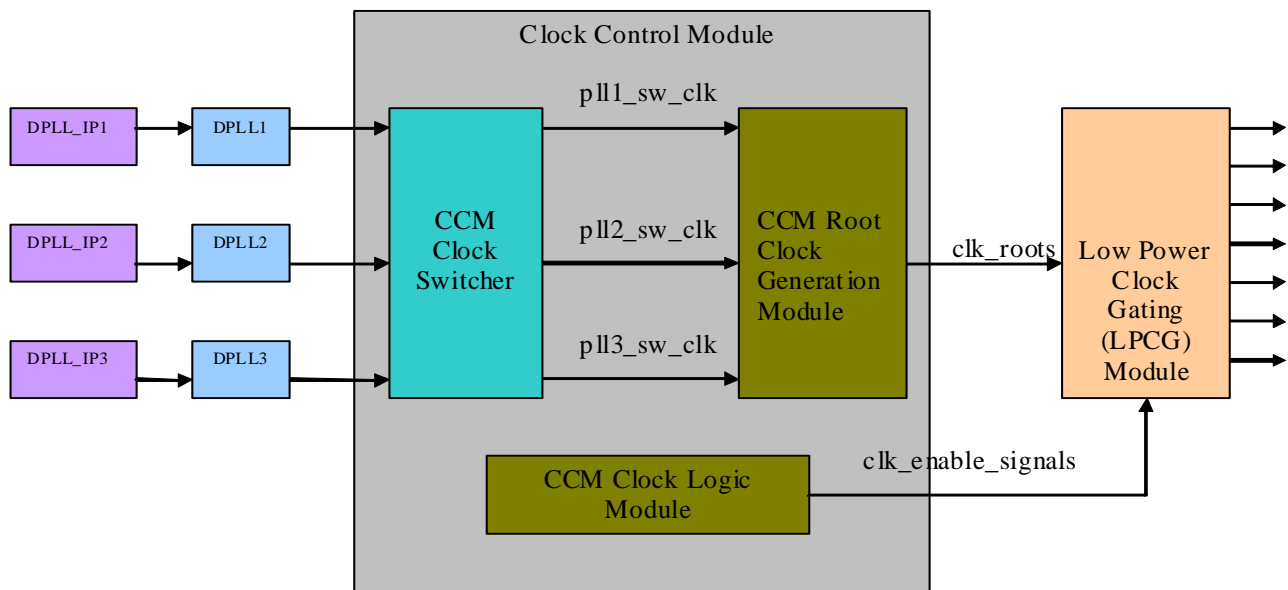 Clock Control Module
pll1_sw_clk
DPLL_IP1
DPLL1
CCM
Clock
Switcher
pll2_sw_clk
CCM Root
Clock
Generation
Module
DPLL_IP2
DPLL2
clk_roots
Low Power
Clock
Gating
(LPCG)
Module
pll3_sw_clk
DPLL_IP3
DPLL3
clk_enable_signals
CCM Clock Logic
Module